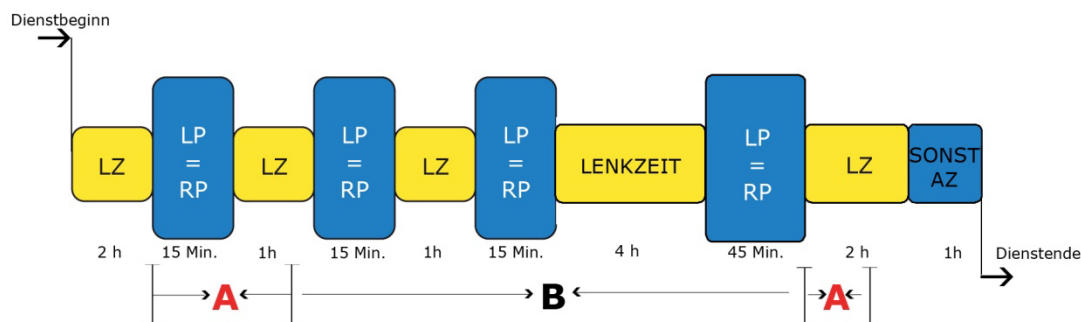 Dienstbeginn
LZ
LP
=
RP
LZ
LP
=
RP
LZ
LP
=
RP
LENKZEIT
LP
=
RP
LZ
SONST
AZ
2 h
15 Min.
1h
15 Min.
1h
15 Min.
4 h
45 Min.
2 h
1h
Dienstende
A
B
A